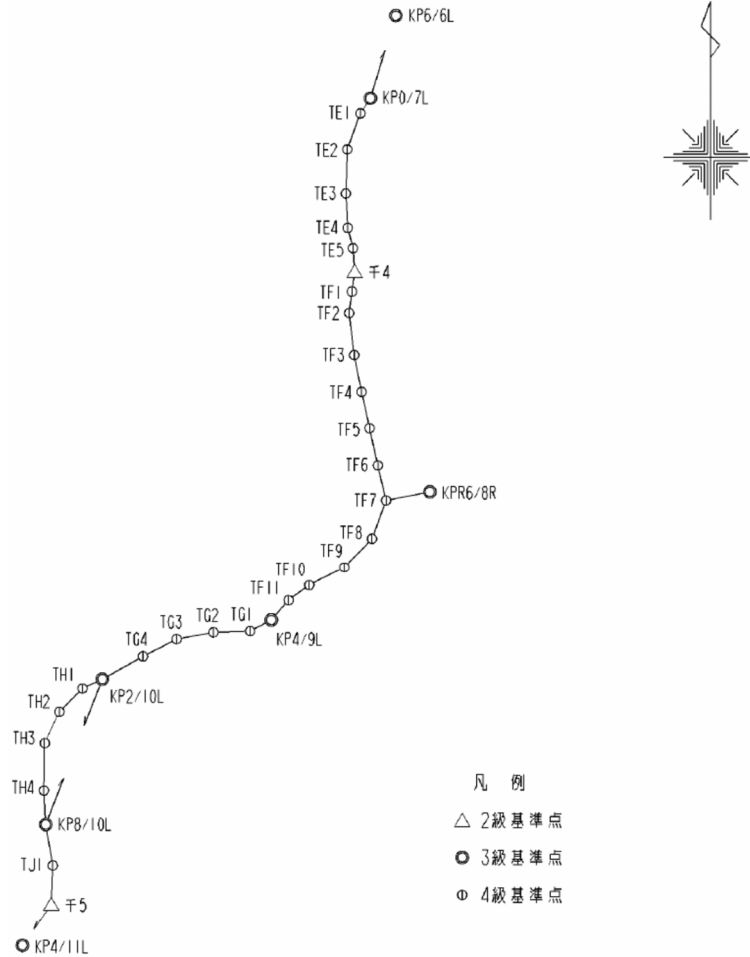 KP6/6L
KP0/7L
TE1
TE2
TE3
TE4
TE5
千4
TF1
TF2
TF3
TF4
TF5
TF6
KPR6/8R
TF7
TF8
TF9
TF10
TF11
TG1
TG2
TG3
KP4/9L
TG4
TH1
KP2/10L
TH2
TH3
凡 例
TH4
2級基準点
KP8/10L
3級基準点
TJ1
4級基準点
千5
KP4/11L